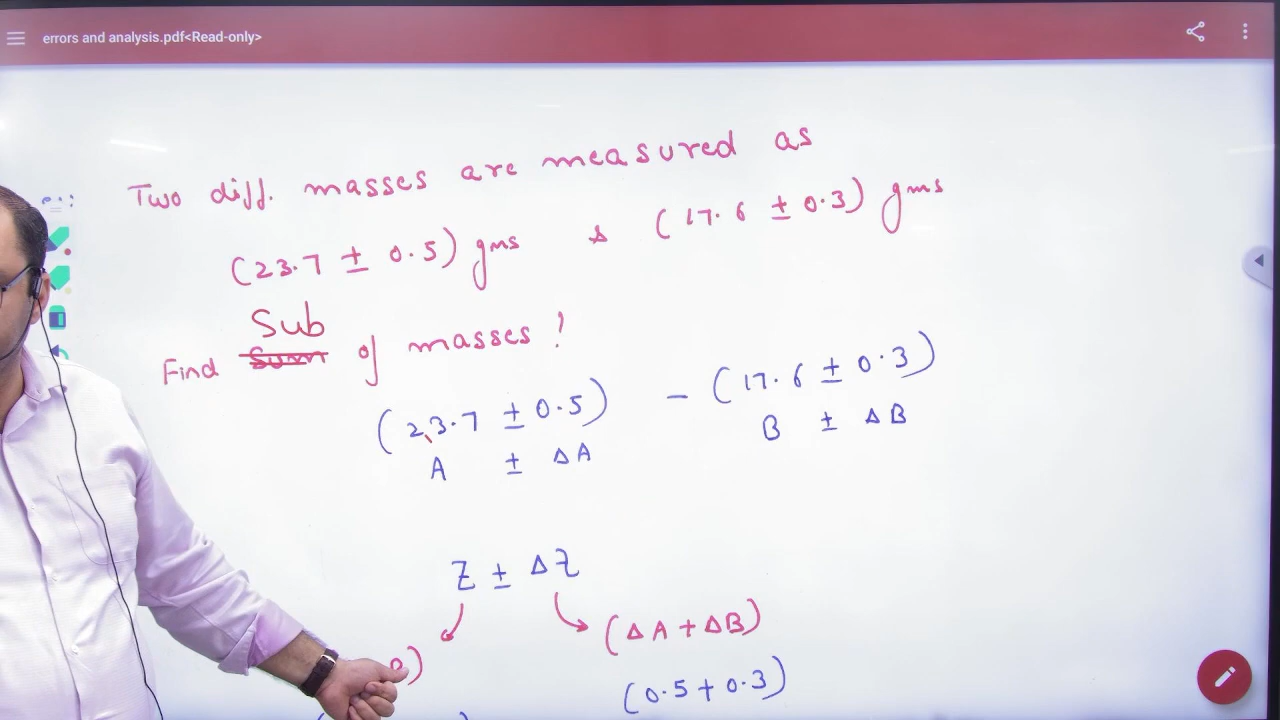 errors and analysis.pdf<Read-only>
Two diff. masses are measured as
(23.7 ± 0.5) gms & (17.6 ± 0.3) gms
Sub
Find Sum of masses?
(23.7 ± 0.5) - (17.6 ± 0.3)
A ± ΔA B ± ΔB
Z ± ΔZ
(ΔA + ΔB)
(0.5 + 0.3)